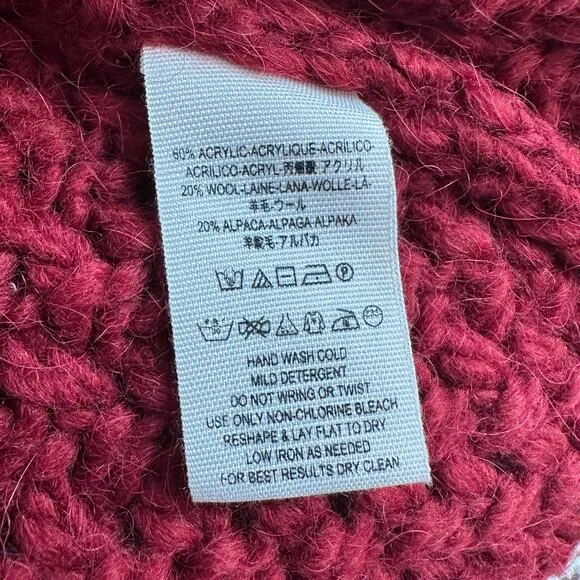 60% ACRYLIC-ACRYLIQUE-ACRILICO-
ACRÍLICO-ACRYL-丙烯酸-アクリル
20% WOOL-LAINE-LANA-WOLLE-LÃ-
羊毛-ウール
20% ALPACA-ALPAGA-ALPAKA
羊駝毛-アルパカ
HAND WASH COLD
MILD DETERGENT
DO NOT WRING OR TWIST
USE ONLY NON-CHLORINE BLEACH
RESHAPE & LAY FLAT TO DRY
LOW IRON AS NEEDED
FOR BEST RESULTS DRY CLEAN